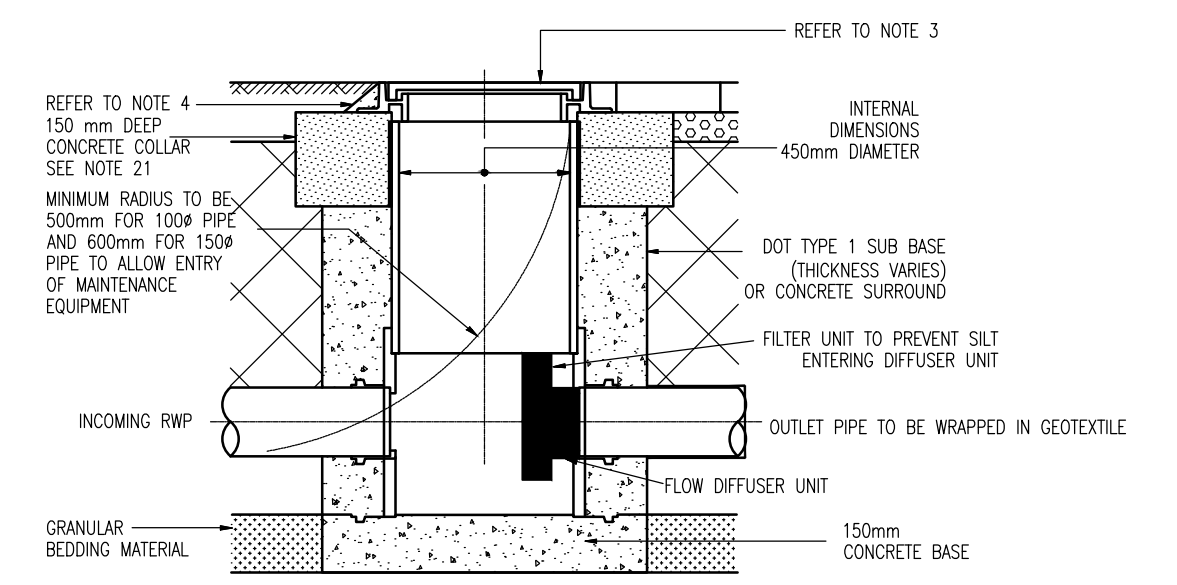 REFER TO NOTE 3
REFER TO NOTE 4
150 mm DEEP
CONCRETE COLLAR
SEE NOTE 21
INTERNAL
DIMENSIONS
450mm DIAMETER
MINIMUM RADIUS TO BE
500mm FOR 100ø PIPE
AND 600mm FOR 150ø
PIPE TO ALLOW ENTRY
OF MAINTENANCE
EQUIPMENT
DOT TYPE 1 SUB BASE
(THICKNESS VARIES)
OR CONCRETE SURROUND
FILTER UNIT TO PREVENT SILT
ENTERING DIFFUSER UNIT
INCOMING RWP
OUTLET PIPE TO BE WRAPPED IN GEOTEXTILE
FLOW DIFFUSER UNIT
GRANULAR
BEDDING MATERIAL
150mm
CONCRETE BASE